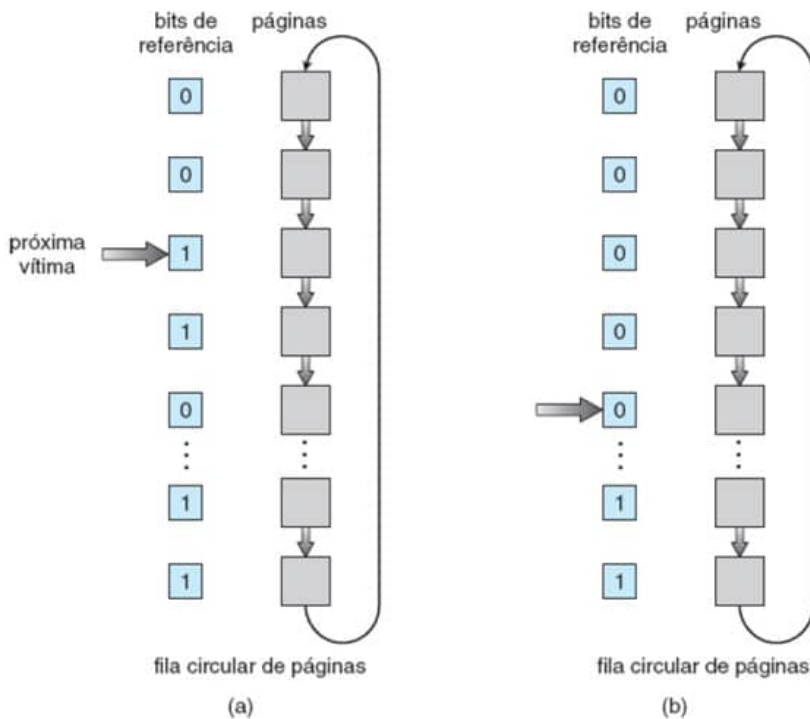 bits de
referência
páginas
0
0
próxima
vítima
1
1
0
1
1
fila circular de páginas
(a)
bits de
referência
páginas
0
0
0
0
0
1
1
fila circular de páginas
(b)